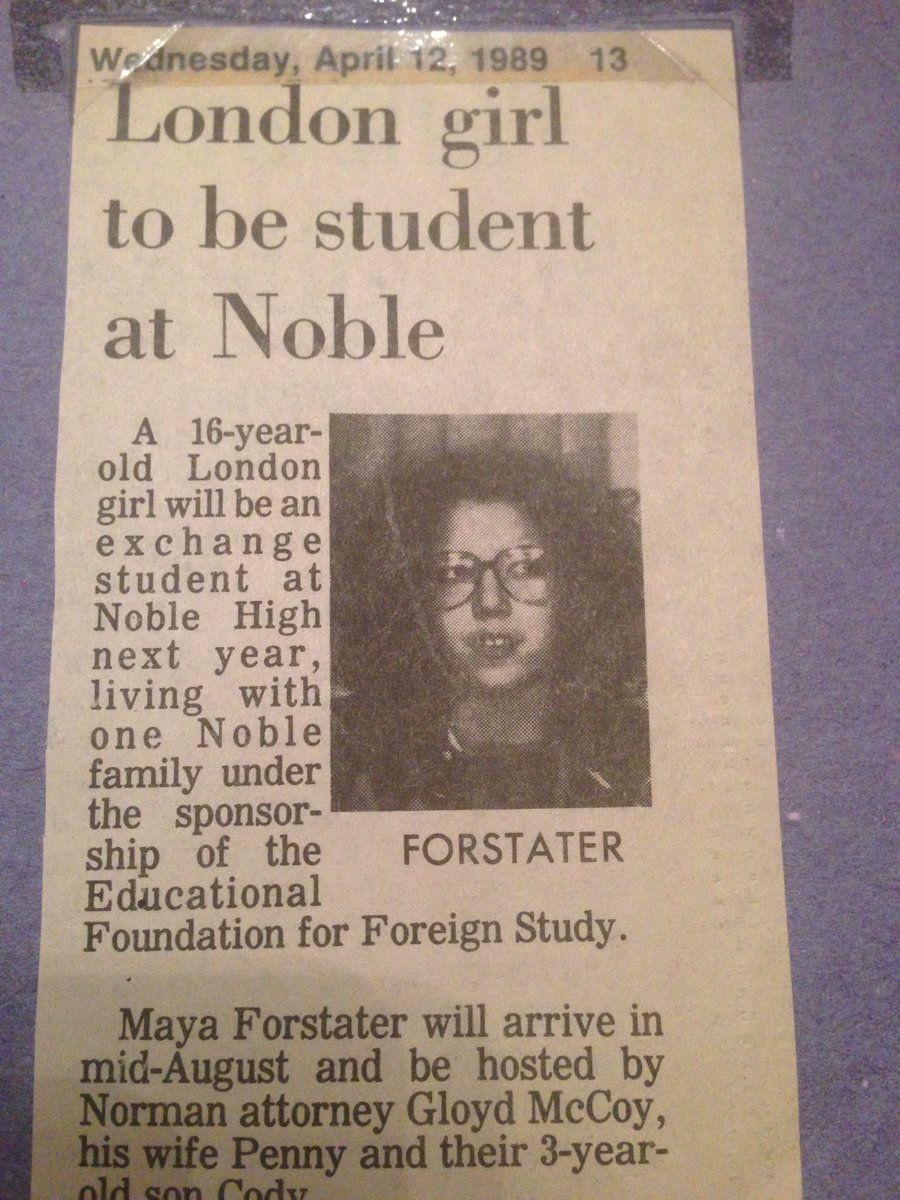 Wednesday, April 12, 1989 13
London girl
to be student
at Noble
A 16-year-
old London
girl will be an
exchange
student at
Noble High
next year,
living with
one Noble
family under
the sponsor-
ship of the
Educational
Foundation for Foreign Study.
FORSTATER
Maya Forstater will arrive in
mid-August and be hosted by
Norman attorney Gloyd McCoy,
his wife Penny and their 3-year-
old son Cody